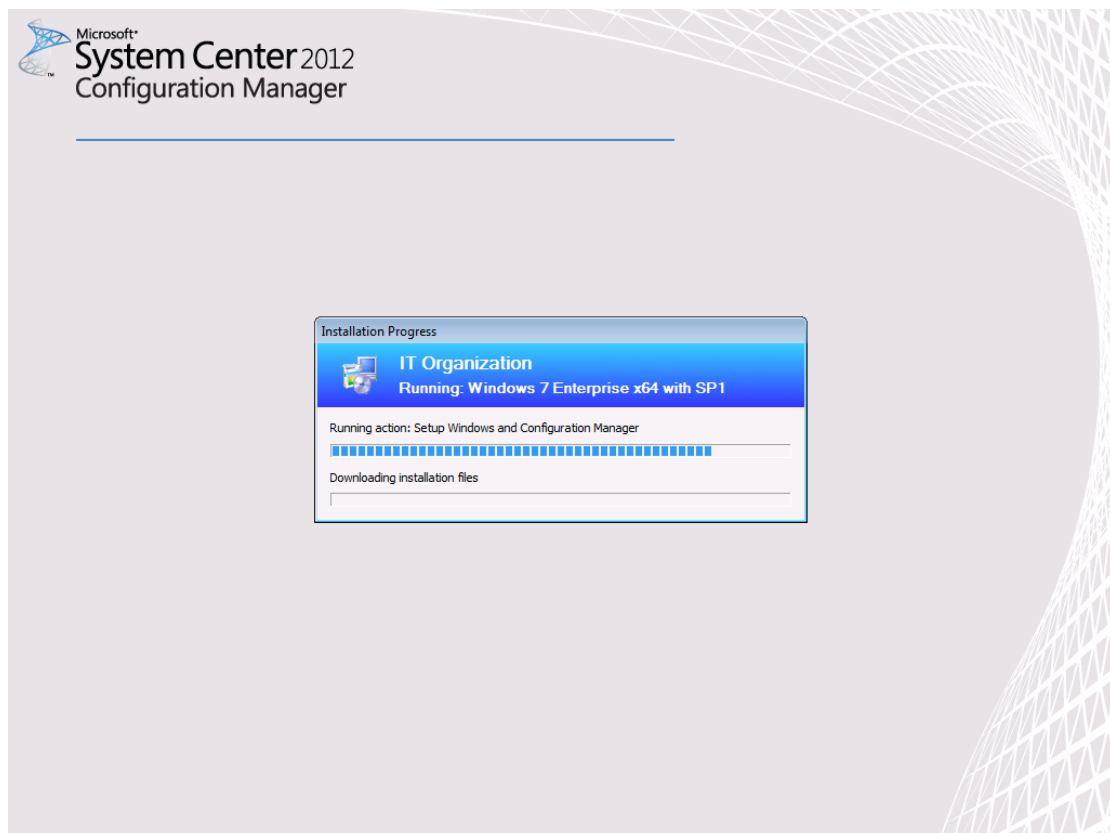 Microsoft®
System Center 2012
Configuration Manager
Installation Progress
IT Organization
Running: Windows 7 Enterprise x64 with SP1
Running action: Setup Windows and Configuration Manager
Downloading installation files